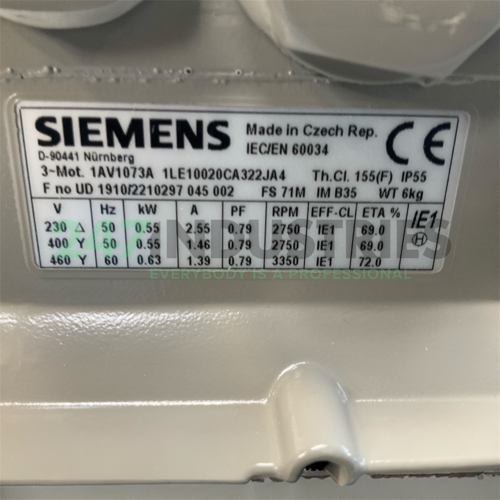 SIEMENS Made in Czech Rep. CE
D-90441 Nürnberg IEC/EN 60034
3~Mot. 1AV1073A 1LE10020CA322JA4 Th.Cl. 155(F) IP55
F no UD 1910/2210297 045 002 FS 71M IM B35 WT 6kg
V Hz kW A PF RPM EFF-CL ETA % IE1
230 Δ 50 0.55 2.55 0.79 2750 IE1 69.0 H
400 Y 50 0.55 1.46 0.79 2750 IE1 69.0
460 Y 60 0.63 1.39 0.79 3350 IE1 72.0
247 INDUSTRIES
EVERYBODY IS A PREDECESSOR